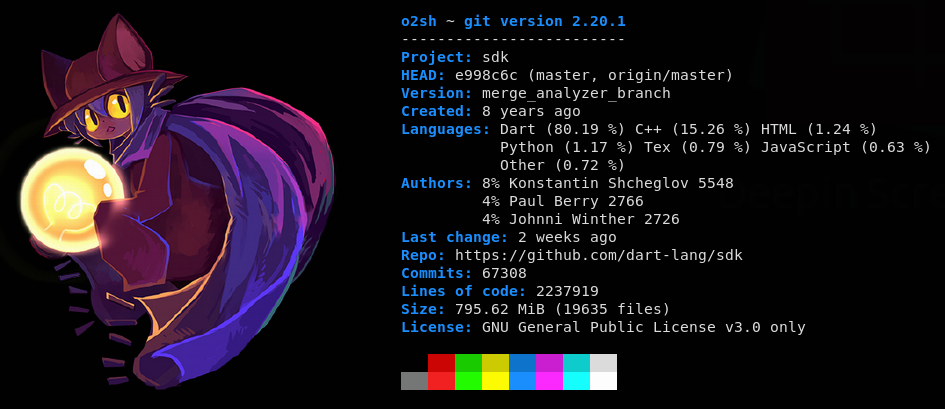 o2sh ~ git version 2.20.1
-------------------------
Project: sdk
HEAD: e998c6c (master, origin/master)
Version: merge_analyzer_branch
Created: 8 years ago
Languages: Dart (80.19 %) C++ (15.26 %) HTML (1.24 %)
Python (1.17 %) Tex (0.79 %) JavaScript (0.63 %)
Other (0.72 %)
Authors: 8% Konstantin Shcheglov 5548
4% Paul Berry 2766
4% Johnni Winther 2726
Last change: 2 weeks ago
Repo: https://github.com/dart-lang/sdk
Commits: 67308
Lines of code: 2237919
Size: 795.62 MiB (19635 files)
License: GNU General Public License v3.0 only